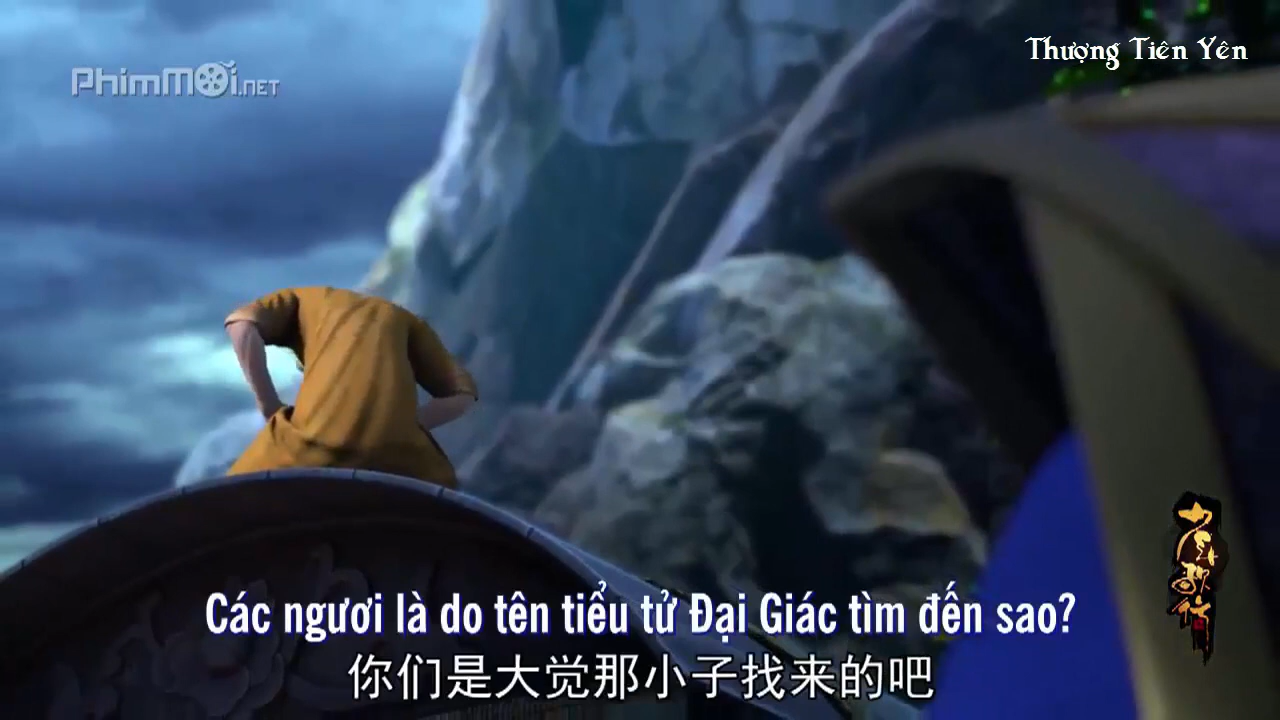 PhimMỗi.NET
Thượng Tiên Yên
Các ngươi là do tên tiểu tử Đại Giác tìm đến sao?
你们是大觉那小子找来的吧